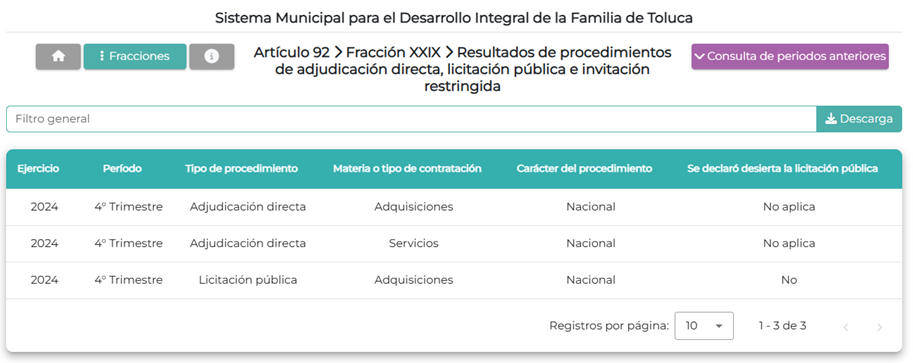 Sistema Municipal para el Desarrollo Integral de la Familia de Toluca
Fracciones
Artículo 92 > Fracción XXIX > Resultados de procedimientos
de adjudicación directa, licitación pública e invitación
restringida
Consulta de periodos anteriores
Filtro general
Descarga
Ejercicio Período Tipo de procedimiento Materia o tipo de contratación Carácter del procedimiento Se declaró desierta la licitación pública
2024 4° Trimestre Adjudicación directa Adquisiciones Nacional No aplica
2024 4° Trimestre Adjudicación directa Servicios Nacional No aplica
2024 4° Trimestre Licitación pública Adquisiciones Nacional No
Registros por página: 10 1 - 3 de 3